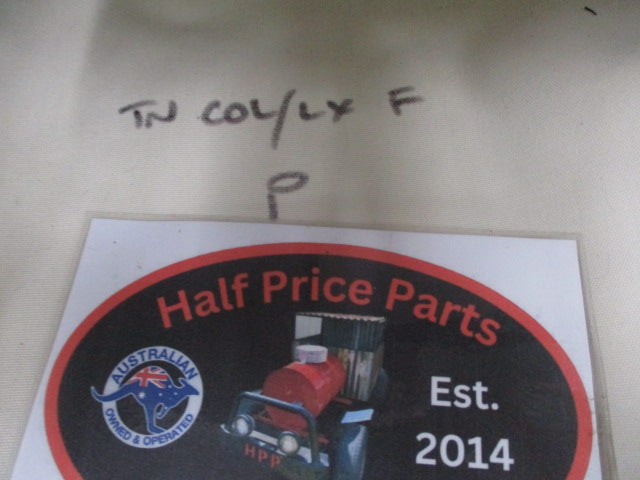 TN COL/LX F
P
Half Price Parts
AUSTRALIAN
OWNED & OPERATED
Est.
2014
HPP